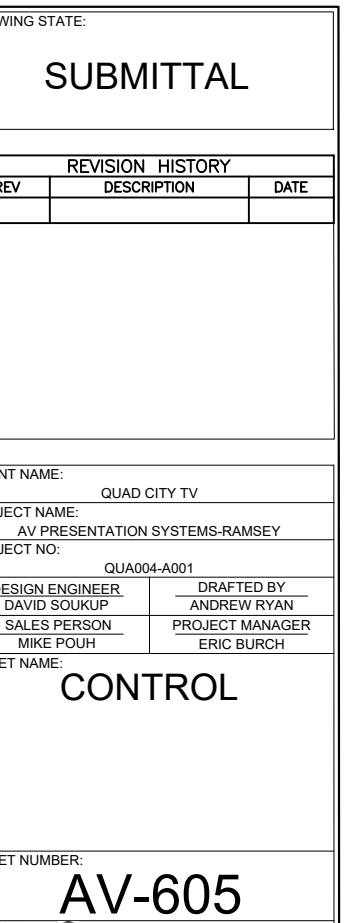 WING STATE:
SUBMITTAL
REVISION HISTORY
REV DESCRIPTION DATE
NT NAME:
QUAD CITY TV
JECT NAME:
AV PRESENTATION SYSTEMS-RAMSEY
JECT NO:
QUA004-A001
DESIGN ENGINEER DRAFTED BY
DAVID SOUKUP ANDREW RYAN
SALES PERSON PROJECT MANAGER
MIKE POUH ERIC BURCH
ET NAME:
CONTROL
ET NUMBER:
AV-605